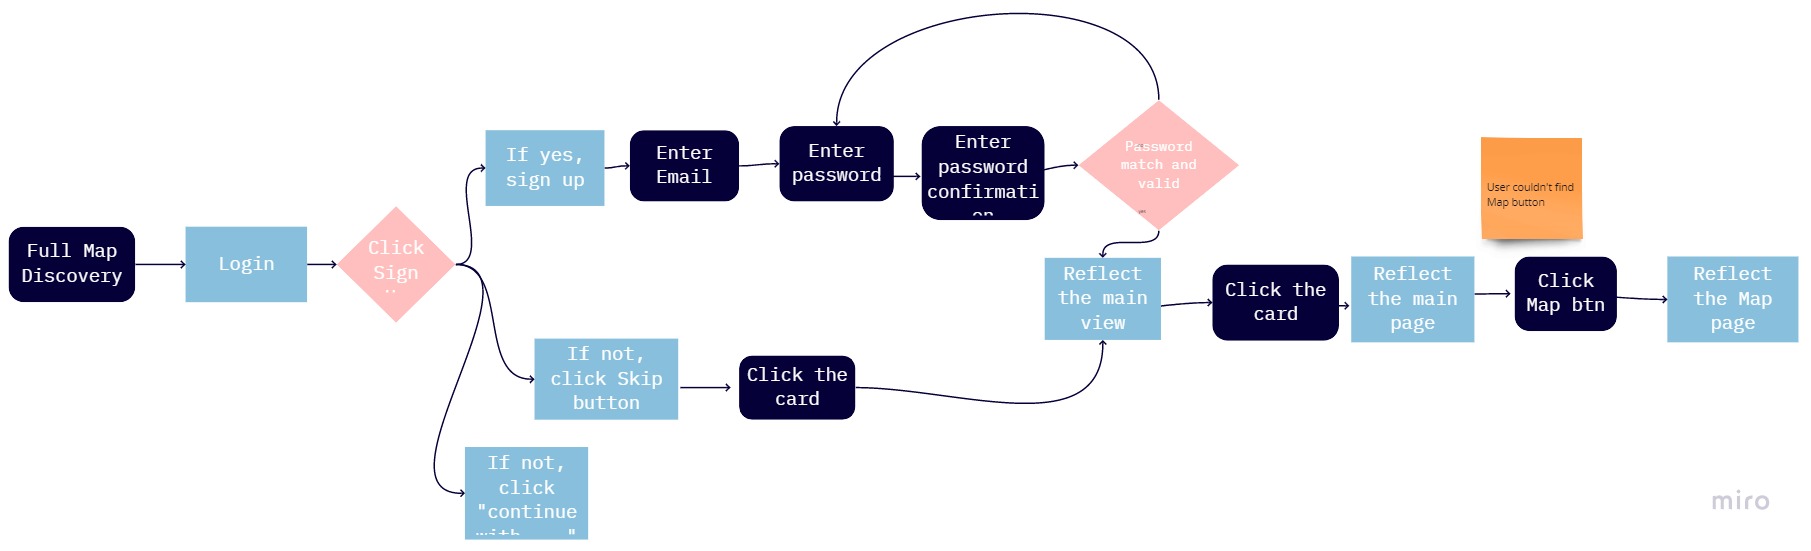 Full Map
Discovery
Login
Click
Sign
If yes,
sign up
Enter
Email
Enter
password
Enter
password
confirmati
on
Password
match and
valid
yes
If not,
click Skip
button
Click the
card
If not,
click
"continue
with ... "
Reflect
the main
view
Click the
card
Reflect
the main
page
User couldn't find
Map button
Click
Map btn
Reflect
the Map
page
miro